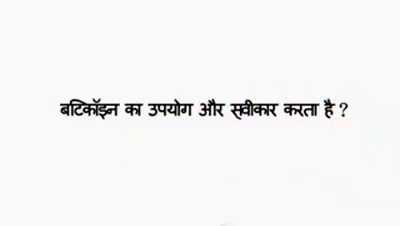 बटिकॉइन का उपयोग और स्वीकार करता है ?